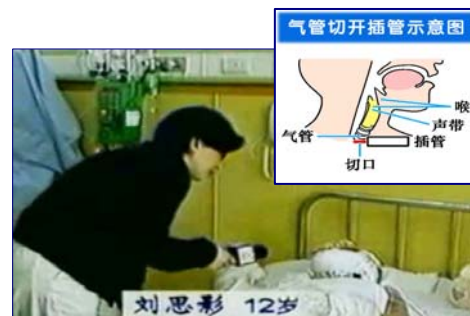 气管切开插管示意图
喉
声带
气管
插管
切口
刘思影 12岁